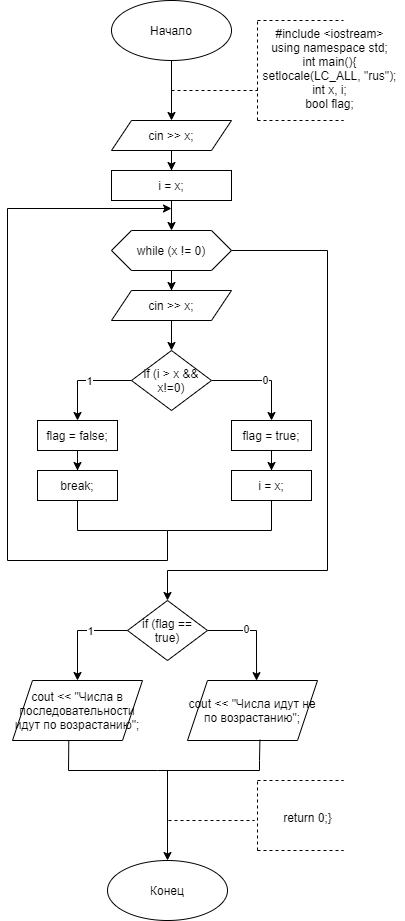 Начало
#include <iostream>
using namespace std;
int main(){
setlocale(LC_ALL, "rus");
int x, i;
bool flag;
cin >> x;
i = x;
while (x != 0)
cin >> x;
if (i > x &&
x!=0)
1
0
flag = false;
flag = true;
break;
i = x;
if (flag ==
true)
1
0
cout << "Числа в
последовательности
идут по возрастанию";
cout << "Числа идут не
по возрастанию";
return 0;}
Конец